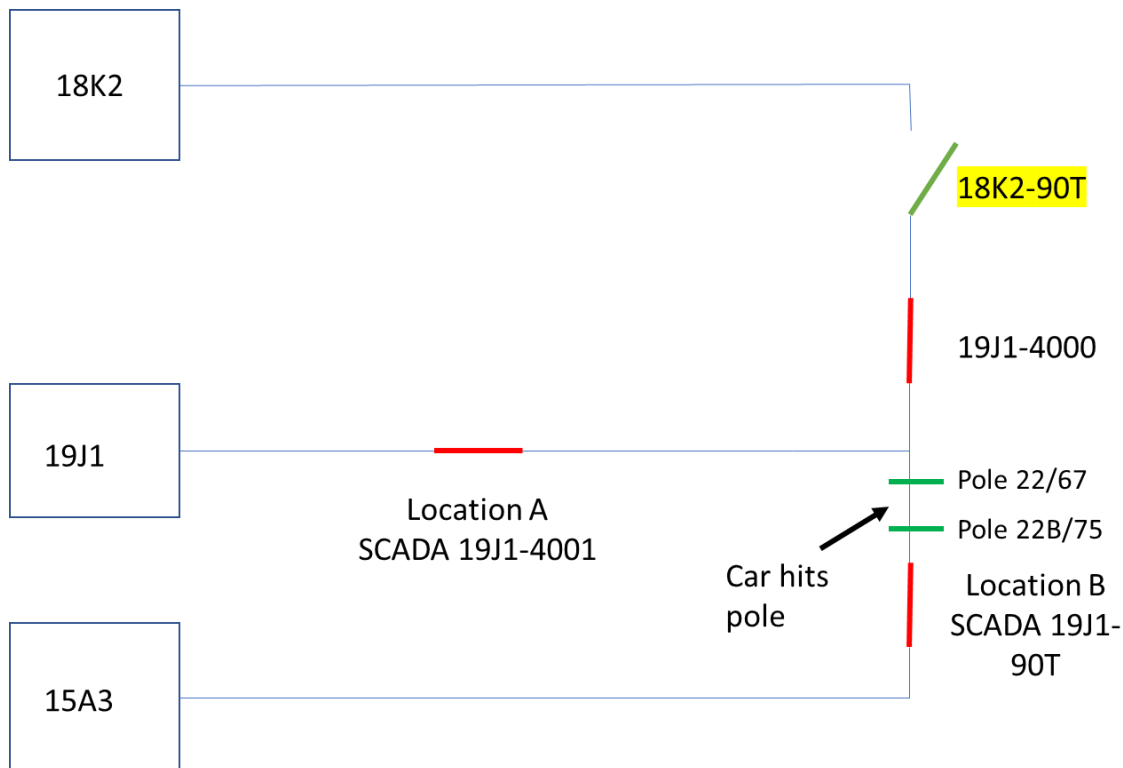 18K2
18K2-90T
19J1-4000
19J1
Location A
SCADA 19J1-4001
Pole 22/67
Pole 22B/75
Car hits
pole
Location B
SCADA 19J1-
90T
15A3